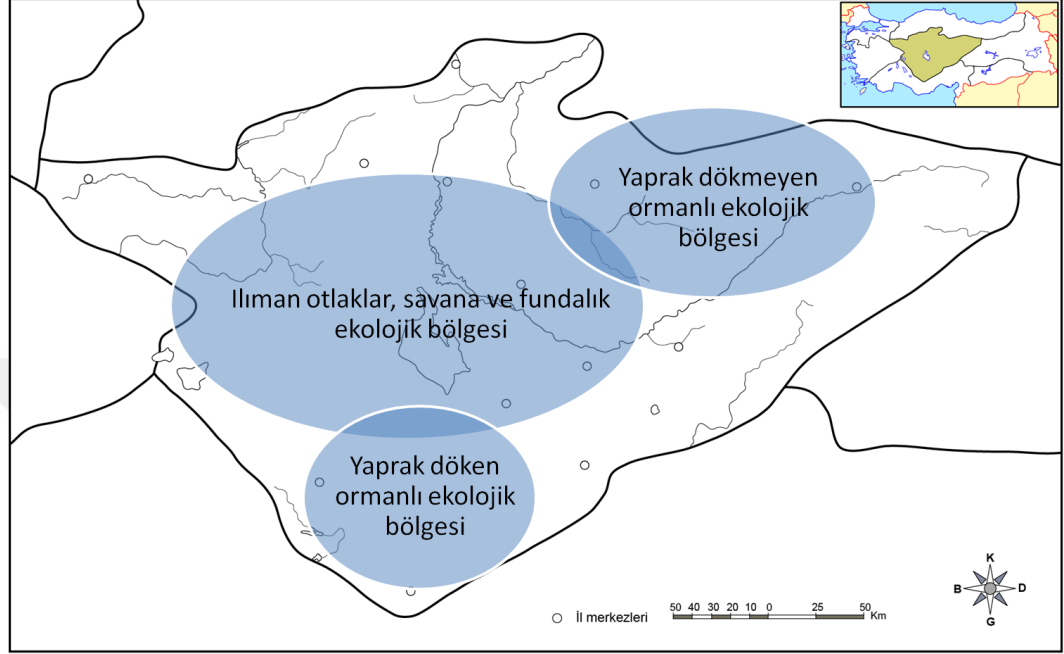 Yaprak dökmeyen
ormanlı ekolojik
bölgesi
Ilıman otlaklar, savana ve fundalık
ekolojik bölgesi
Yaprak döken
ormanlı ekolojik
bölgesi
K
B
D
G
İl merkezleri
50 40 30 20 10 0 25 50
Km